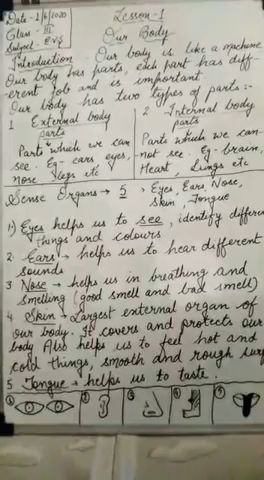 Date - 1/6/2020
Class - III
Subject - EVS
Lesson-1
Our Body
Introduction - Our body is like a machine
Our body has parts, each part has diff-
erent job and is important.
Our body has two types of parts:-
1 External body parts
Parts which we can
see. Eg - ears, eyes,
nose, legs etc
2 Internal body parts
Parts which we can-
not see. Eg - brain,
Heart, Lungs etc
Sense Organs → 5 → Eyes, Ears, Nose,
Skin, Tongue
1) Eyes helps us to see, identify differen
things and colours.
2 Ears → helps us to hear different
sounds
3 Nose → helps us in breathing and
smelling (good smell and bad smell)
4 Skin → Largest external organ of
our body. It covers and protects our
body Also helps us to feel hot and
cold things, smooth and rough sur
5 Tongue → helps us to taste.